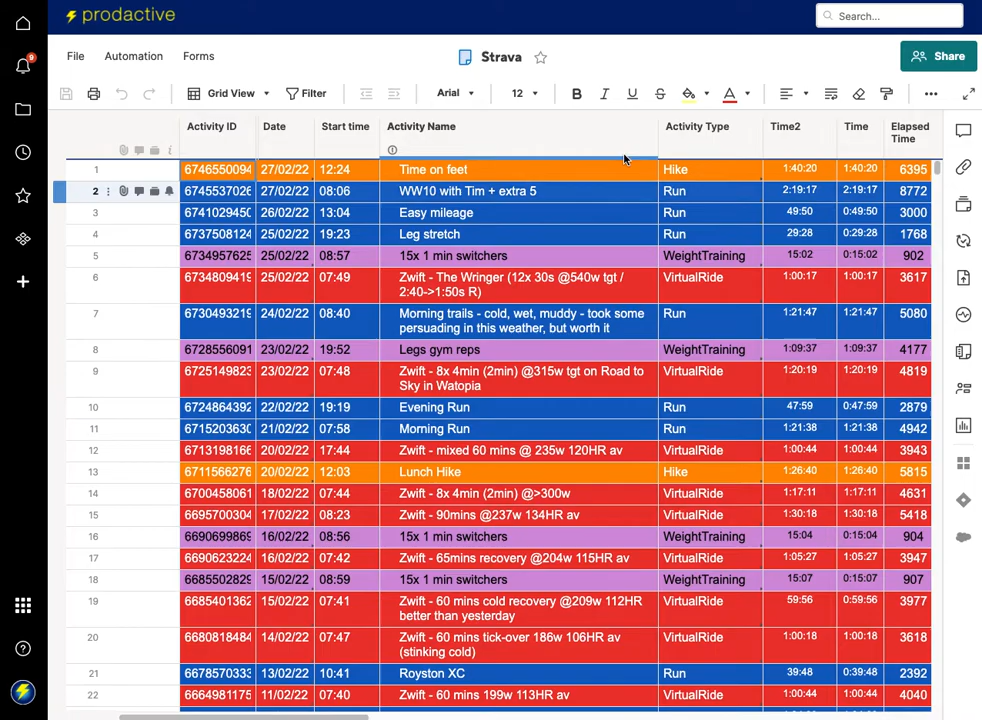 prodactive
Search...
9
File Automation Forms
Strava
Share
Grid View Filter Arial 12 B I U S A
Activity ID Date Start time Activity Name Activity Type Time2 Time Elapsed Time
1 6746550094 27/02/22 12:24 Time on feet Hike 1:40:20 1:40:20 6395
2 6745537026 27/02/22 08:06 WW10 with Tim + extra 5 Run 2:19:17 2:19:17 8772
3 6741029450 26/02/22 13:04 Easy mileage Run 49:50 0:49:50 3000
4 6737508124 25/02/22 19:23 Leg stretch Run 29:28 0:29:28 1768
5 6734957625 25/02/22 08:57 15x 1 min switchers WeightTraining 15:02 0:15:02 902
6 6734809419 25/02/22 07:49 Zwift - The Wringer (12x 30s @540w tgt / VirtualRide 1:00:17 1:00:17 3617
2:40->1:50s R)
7 6730493219 24/02/22 08:40 Morning trails - cold, wet, muddy - took some Run 1:21:47 1:21:47 5080
persuading in this weather, but worth it
8 6728556091 23/02/22 19:52 Legs gym reps WeightTraining 1:09:37 1:09:37 4177
9 6725149823 23/02/22 07:48 Zwift - 8x 4min (2min) @315w tgt on Road to VirtualRide 1:20:19 1:20:19 4819
Sky in Watopia
10 6724864392 22/02/22 19:19 Evening Run Run 47:59 0:47:59 2879
11 6715203630 21/02/22 07:58 Morning Run Run 1:21:38 1:21:38 4942
12 6713198166 20/02/22 17:44 Zwift - mixed 60 mins @ 235w 120HR av VirtualRide 1:00:44 1:00:44 3943
13 6711566276 20/02/22 12:03 Lunch Hike Hike 1:26:40 1:26:40 5815
14 6700458061 18/02/22 07:44 Zwift - 8x 4min (2min) @>300w VirtualRide 1:17:11 1:17:11 4631
15 6695700304 17/02/22 08:23 Zwift - 90mins @237w 134HR av VirtualRide 1:30:18 1:30:18 5418
16 6690699869 16/02/22 08:56 15x 1 min switchers WeightTraining 15:04 0:15:04 904
17 6690623224 16/02/22 07:42 Zwift - 65mins recovery @204w 115HR av VirtualRide 1:05:27 1:05:27 3947
18 6685502829 15/02/22 08:59 15x 1 min switchers WeightTraining 15:07 0:15:07 907
19 6685401362 15/02/22 07:41 Zwift - 60 mins cold recovery @209w 112HR VirtualRide 59:56 0:59:56 3977
better than yesterday
20 6680818484 14/02/22 07:47 Zwift - 60 mins tick-over 186w 106HR av VirtualRide 1:00:18 1:00:18 3618
(stinking cold)
21 6678570333 13/02/22 10:41 Royston XC Run 39:48 0:39:48 2392
22 6664981175 11/02/22 07:40 Zwift - 60 mins 199w 113HR av VirtualRide 1:00:44 1:00:44 4040